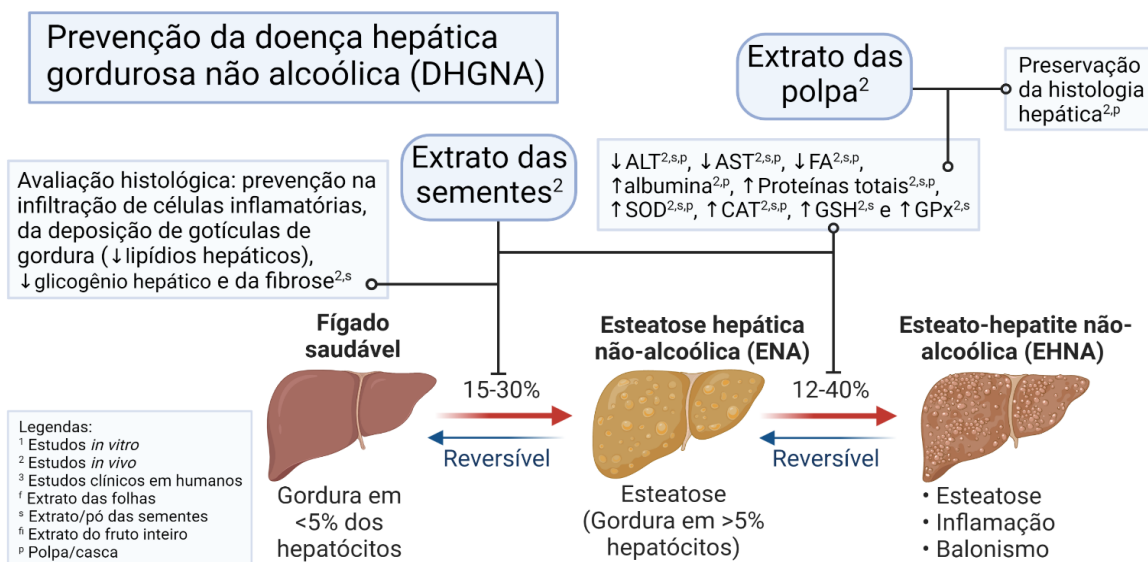 Prevenção da doença hepática
gordurosa não alcoólica (DHGNA)
Extrato das
polpa²
Preservação
da histologia
hepática²,ᵖ
Extrato das
sementes²
↓ALT²,ˢ,ᵖ, ↓AST²,ˢ,ᵖ, ↓FA²,ˢ,ᵖ,
↑albumina²,ᵖ, ↑Proteínas totais²,ˢ,ᵖ,
↑SOD²,ˢ,ᵖ, ↑CAT²,ˢ,ᵖ, ↑GSH²,ˢ e ↑GPx²,ˢ
Avaliação histológica: prevenção na
infiltração de células inflamatórias,
da deposição de gotículas de
gordura (↓lipídios hepáticos),
↓glicogênio hepático e da fibrose²,ˢ
Fígado
saudável
15-30%
Reversível
Gordura em
<5% dos
hepatócitos
Esteatose hepática
não-alcoólica (ENA)
12-40%
Reversível
Esteatose
(Gordura em >5%
hepatócitos)
Esteato-hepatite não-
alcoólica (EHNA)
• Esteatose
• Inflamação
• Balonismo
Legendas:
¹ Estudos in vitro
² Estudos in vivo
³ Estudos clínicos em humanos
ᶠ Extrato das folhas
ˢ Extrato/pó das sementes
ᶠⁱ Extrato do fruto inteiro
ᵖ Polpa/casca